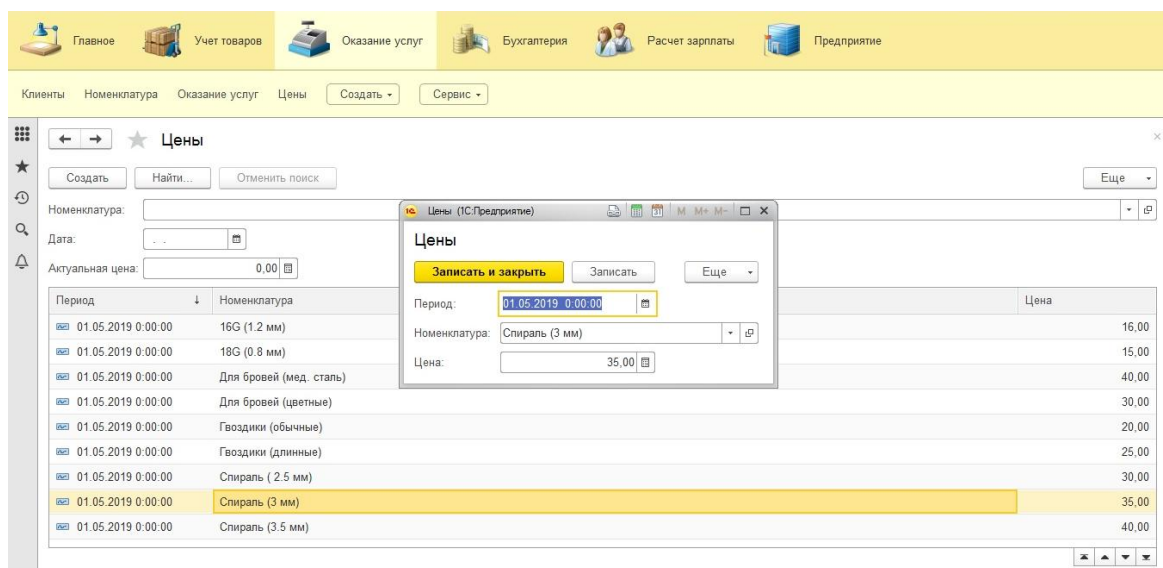 Главное Учет товаров Оказание услуг Бухгалтерия Расчет зарплаты Предприятие
Клиенты Номенклатура Оказание услуг Цены Создать Сервис
Цены
Создать Найти... Отменить поиск Еще
Номенклатура:
Дата: . .
Актуальная цена: 0,00
Период ↓ Номенклатура Цена
01.05.2019 0:00:00 16G (1.2 мм) 16,00
01.05.2019 0:00:00 18G (0.8 мм) 15,00
01.05.2019 0:00:00 Для бровей (мед. сталь) 40,00
01.05.2019 0:00:00 Для бровей (цветные) 30,00
01.05.2019 0:00:00 Гвоздики (обычные) 20,00
01.05.2019 0:00:00 Гвоздики (длинные) 25,00
01.05.2019 0:00:00 Спираль ( 2.5 мм) 30,00
01.05.2019 0:00:00 Спираль (3 мм) 35,00
01.05.2019 0:00:00 Спираль (3.5 мм) 40,00
Цены (1С:Предприятие) 31 M M+ M-
Цены
Записать и закрыть Записать Еще
Период: 01.05.2019 0:00:00
Номенклатура: Спираль (3 мм)
Цена: 35,00